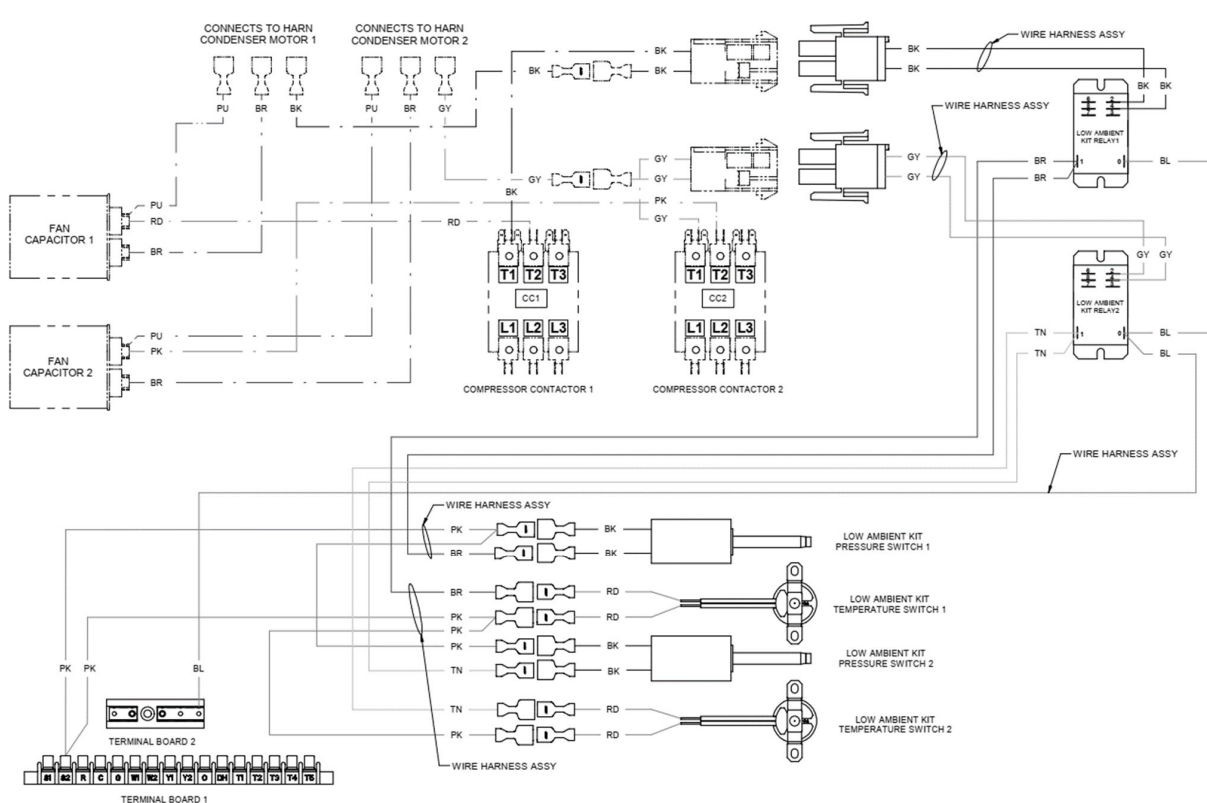 CONNECTS TO HARN
CONDENSER MOTOR 1
CONNECTS TO HARN
CONDENSER MOTOR 2
PU
BR
BK
PU
BR
GY
BK
BK
BK
BK
BK
WIRE HARNESS ASSY
BK
BK
WIRE HARNESS ASSY
LOW AMBIENT
KIT RELAY1
1
0
BR
BR
BL
GY
GY
GY
GY
GY
BK
PK
GY
PU
RD
BR
RD
FAN
CAPACITOR 1
T1
T2
T3
CC1
L1
L2
L3
COMPRESSOR CONTACTOR 1
T1
T2
T3
CC2
L1
L2
L3
COMPRESSOR CONTACTOR 2
GY
GY
LOW AMBIENT
KIT RELAY2
1
0
TN
TN
BL
BL
PU
PK
BR
FAN
CAPACITOR 2
WIRE HARNESS ASSY
WIRE HARNESS ASSY
PK
BR
BK
BK
LOW AMBIENT KIT
PRESSURE SWITCH 1
BR
PK
PK
RD
RD
LOW AMBIENT KIT
TEMPERATURE SWITCH 1
PK
TN
BK
BK
LOW AMBIENT KIT
PRESSURE SWITCH 2
TN
PK
RD
RD
LOW AMBIENT KIT
TEMPERATURE SWITCH 2
WIRE HARNESS ASSY
PK
PK
BL
TERMINAL BOARD 2
S1 S2 R C G W1 W2 Y1 Y2 O DH T1 T2 T3 T4 T5
TERMINAL BOARD 1